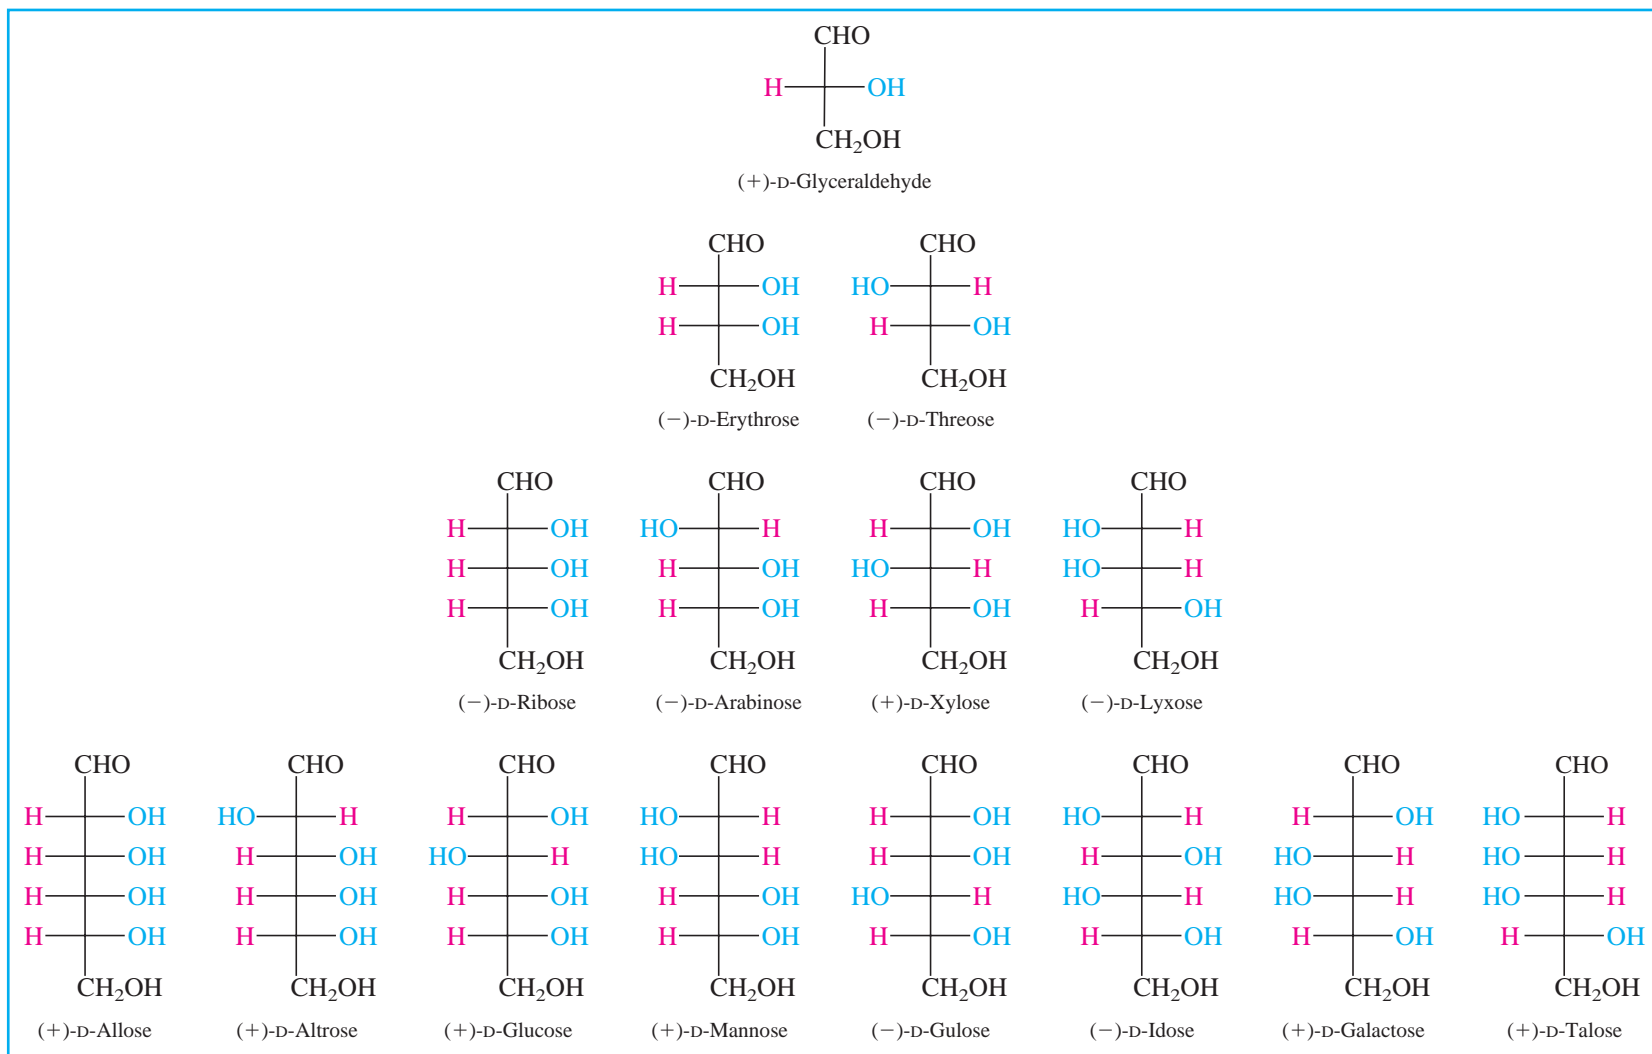 CHO
H OH
CH₂OH
(+)-D-Glyceraldehyde
CHO CHO
H OH HO H
H OH H OH
CH₂OH CH₂OH
(−)-D-Erythrose (−)-D-Threose
CHO CHO CHO CHO
H OH HO H H OH HO H
H OH H OH HO H HO H
H OH H OH H OH H OH
CH₂OH CH₂OH CH₂OH CH₂OH
(−)-D-Ribose (−)-D-Arabinose (+)-D-Xylose (−)-D-Lyxose
CHO CHO CHO CHO CHO CHO CHO CHO
H OH HO H H OH HO H H OH HO H H OH HO H
H OH H OH HO H HO H H OH H OH HO H HO H
H OH H OH H OH H OH HO H HO H HO H HO H
H OH H OH H OH H OH H OH H OH H OH H OH
CH₂OH CH₂OH CH₂OH CH₂OH CH₂OH CH₂OH CH₂OH CH₂OH
(+)-D-Allose (+)-D-Altrose (+)-D-Glucose (+)-D-Mannose (−)-D-Gulose (−)-D-Idose (+)-D-Galactose (+)-D-Talose